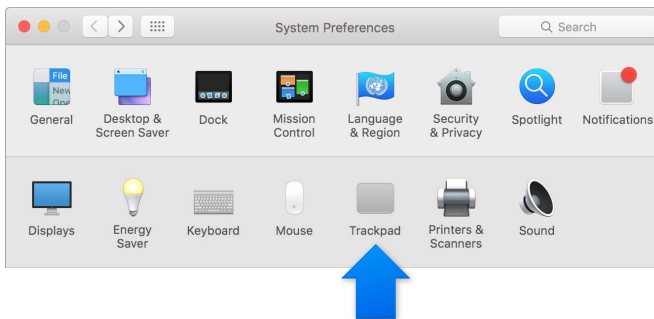 System Preferences
Search
File
New
Ope
General
Desktop &
Screen Saver
Dock
Mission
Control
Language
& Region
Security
& Privacy
Spotlight
Notifications
Displays
Energy
Saver
Keyboard
Mouse
Trackpad
Printers &
Scanners
Sound